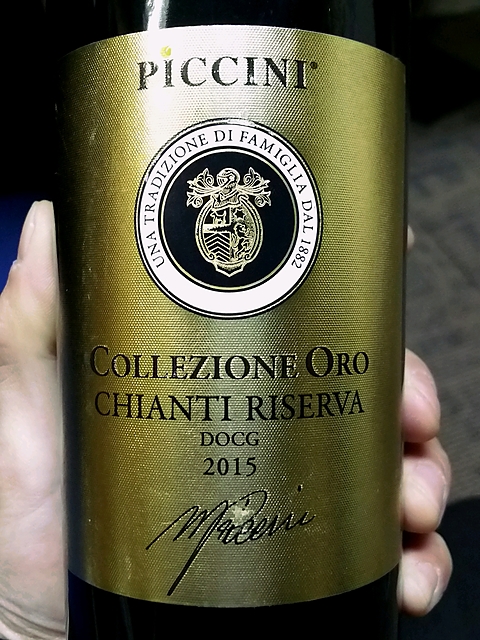 PICCINI®
UNA TRADIZIONE DI FAMIGLIA DAL 1882
COLLEZIONE ORO
CHIANTI RISERVA
DOCG
2015